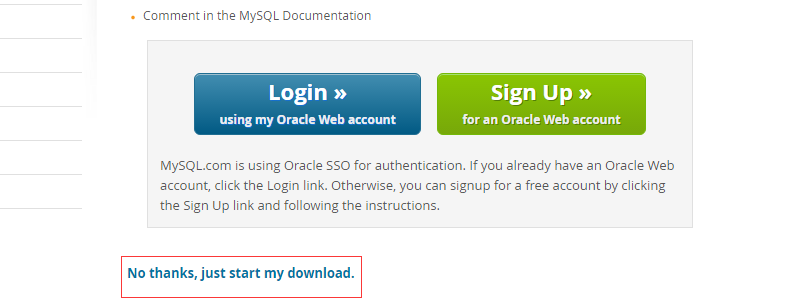 Comment in the MySQL Documentation
Login »
using my Oracle Web account
Sign Up »
for an Oracle Web account
MySQL.com is using Oracle SSO for authentication. If you already have an Oracle Web
account, click the Login link. Otherwise, you can signup for a free account by clicking
the Sign Up link and following the instructions.
No thanks, just start my download.